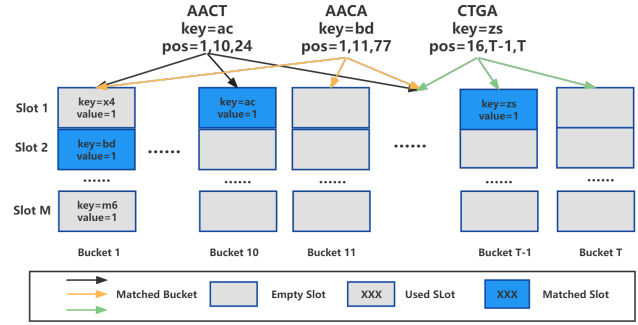 AACT
key=ac
pos=1,10,24
AACA
key=bd
pos=1,11,77
CTGA
key=zs
pos=16,T-1,T
Slot 1
key=x4
value=1
key=ac
value=1
key=zs
value=1
Slot 2
key=bd
value=1
......
......
......
......
......
......
......
Slot M
key=m6
value=1
Bucket 1
Bucket 10
Bucket 11
Bucket T-1
Bucket T
Matched Bucket
Empty Slot
XXX
Used SLot
XXX
Matched Slot